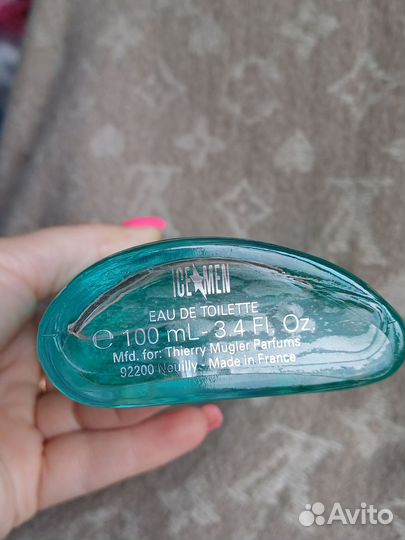 ICE★MEN
EAU DE TOILETTE
℮ 100 mL - 3.4 Fl, Oz.
Mfd. for: Thierry Mugler Parfums
92200 Neuilly - Made in France
Avito